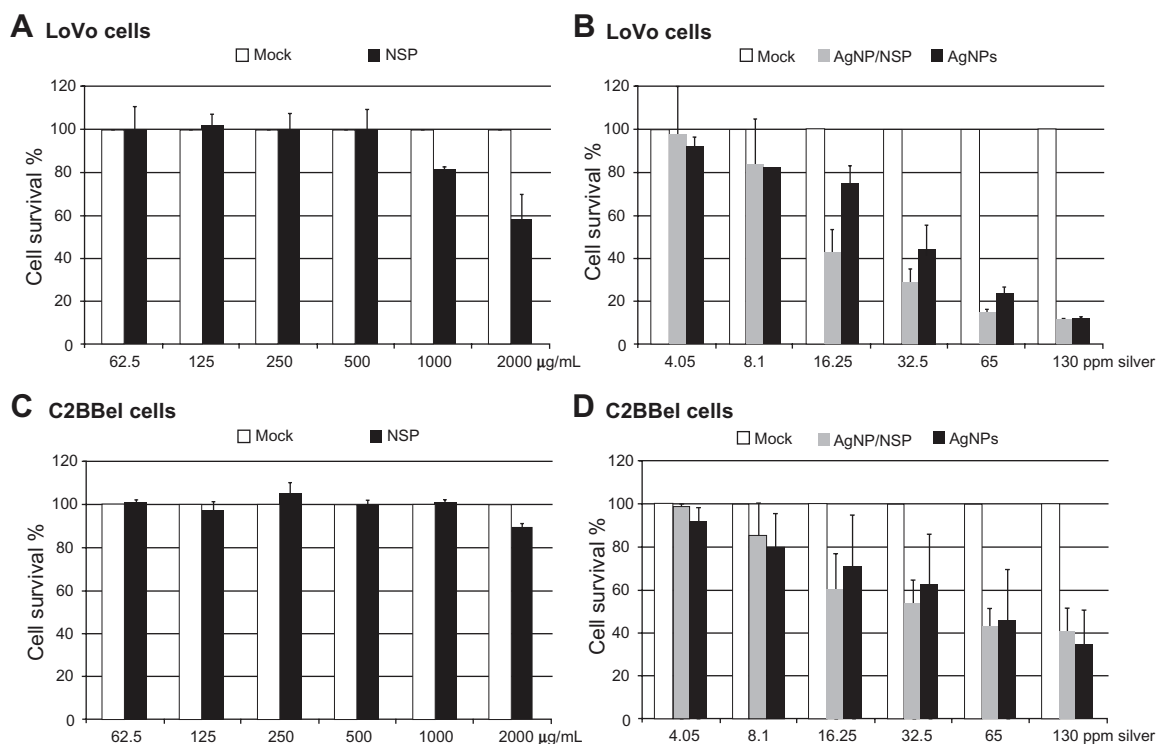 A LoVo cells
Mock NSP
120
100
80
60
40
20
0
Cell survival %
62.5 125 250 500 1000 2000 µg/mL
B LoVo cells
Mock AgNP/NSP AgNPs
120
100
80
60
40
20
0
Cell survival %
4.05 8.1 16.25 32.5 65 130 ppm silver
C C2BBel cells
Mock NSP
120
100
80
60
40
20
0
Cell survival %
62.5 125 250 500 1000 2000 µg/mL
D C2BBel cells
Mock AgNP/NSP AgNPs
120
100
80
60
40
20
0
Cell survival %
4.05 8.1 16.25 32.5 65 130 ppm silver